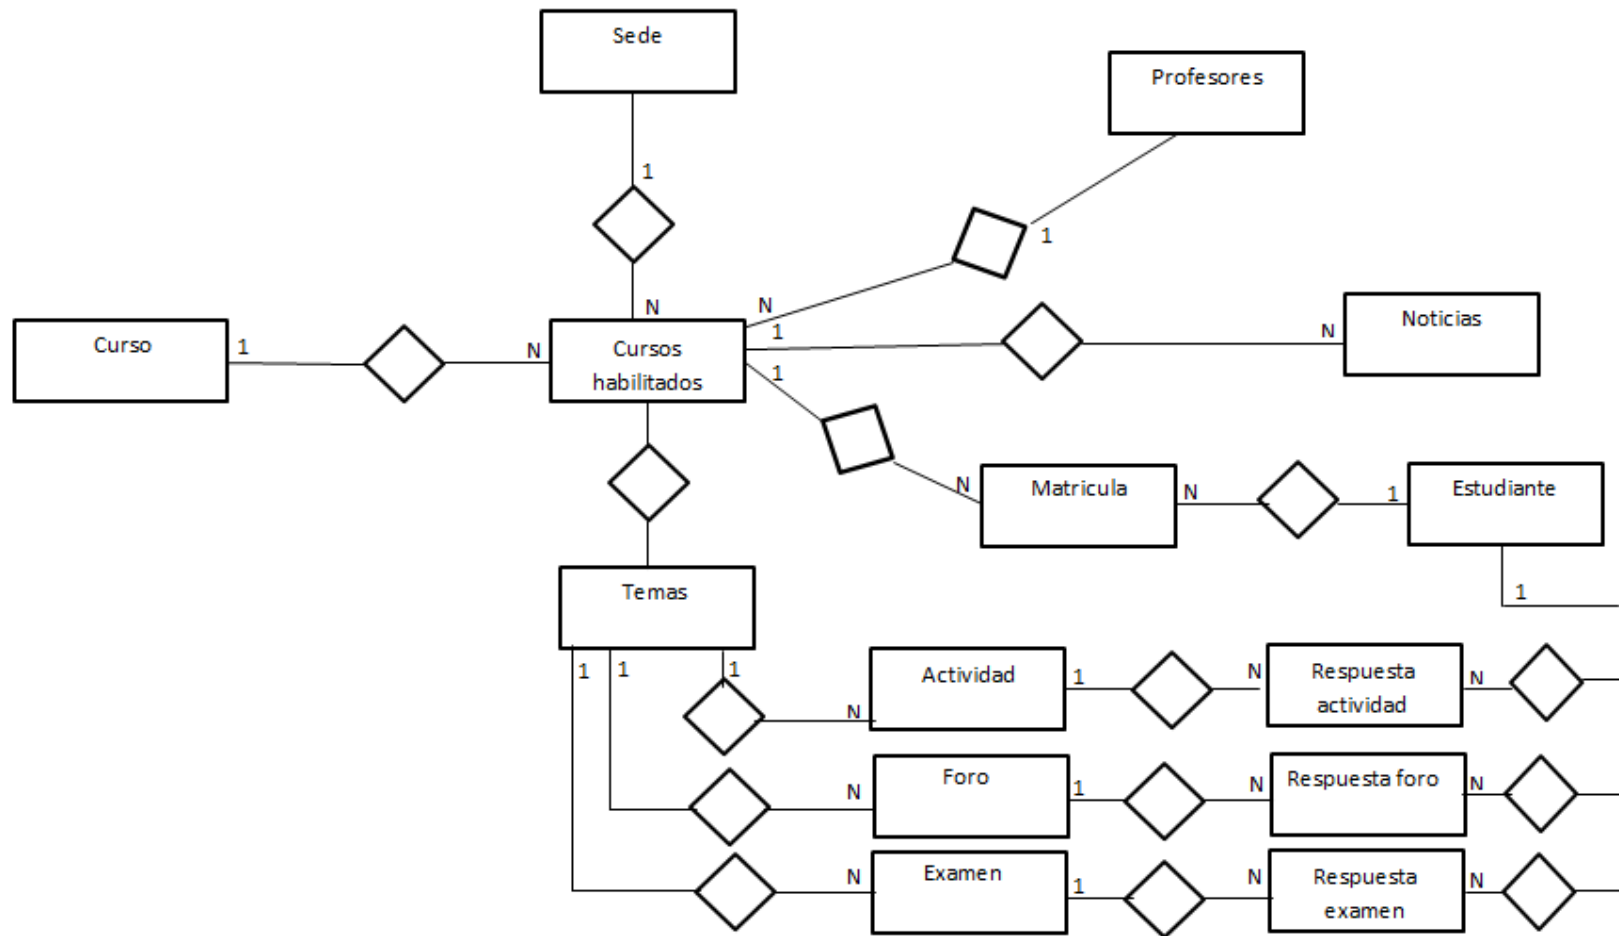 Sede
Profesores
1
1
N
N
1
N
Noticias
Curso
1
N
Cursos
habilitados
1
N
Matricula
N
1
Estudiante
1
Temas
1
1
1
N
Actividad
1
N
Respuesta
actividad
N
N
Foro
1
N
Respuesta foro
N
N
Examen
1
N
Respuesta
examen
N